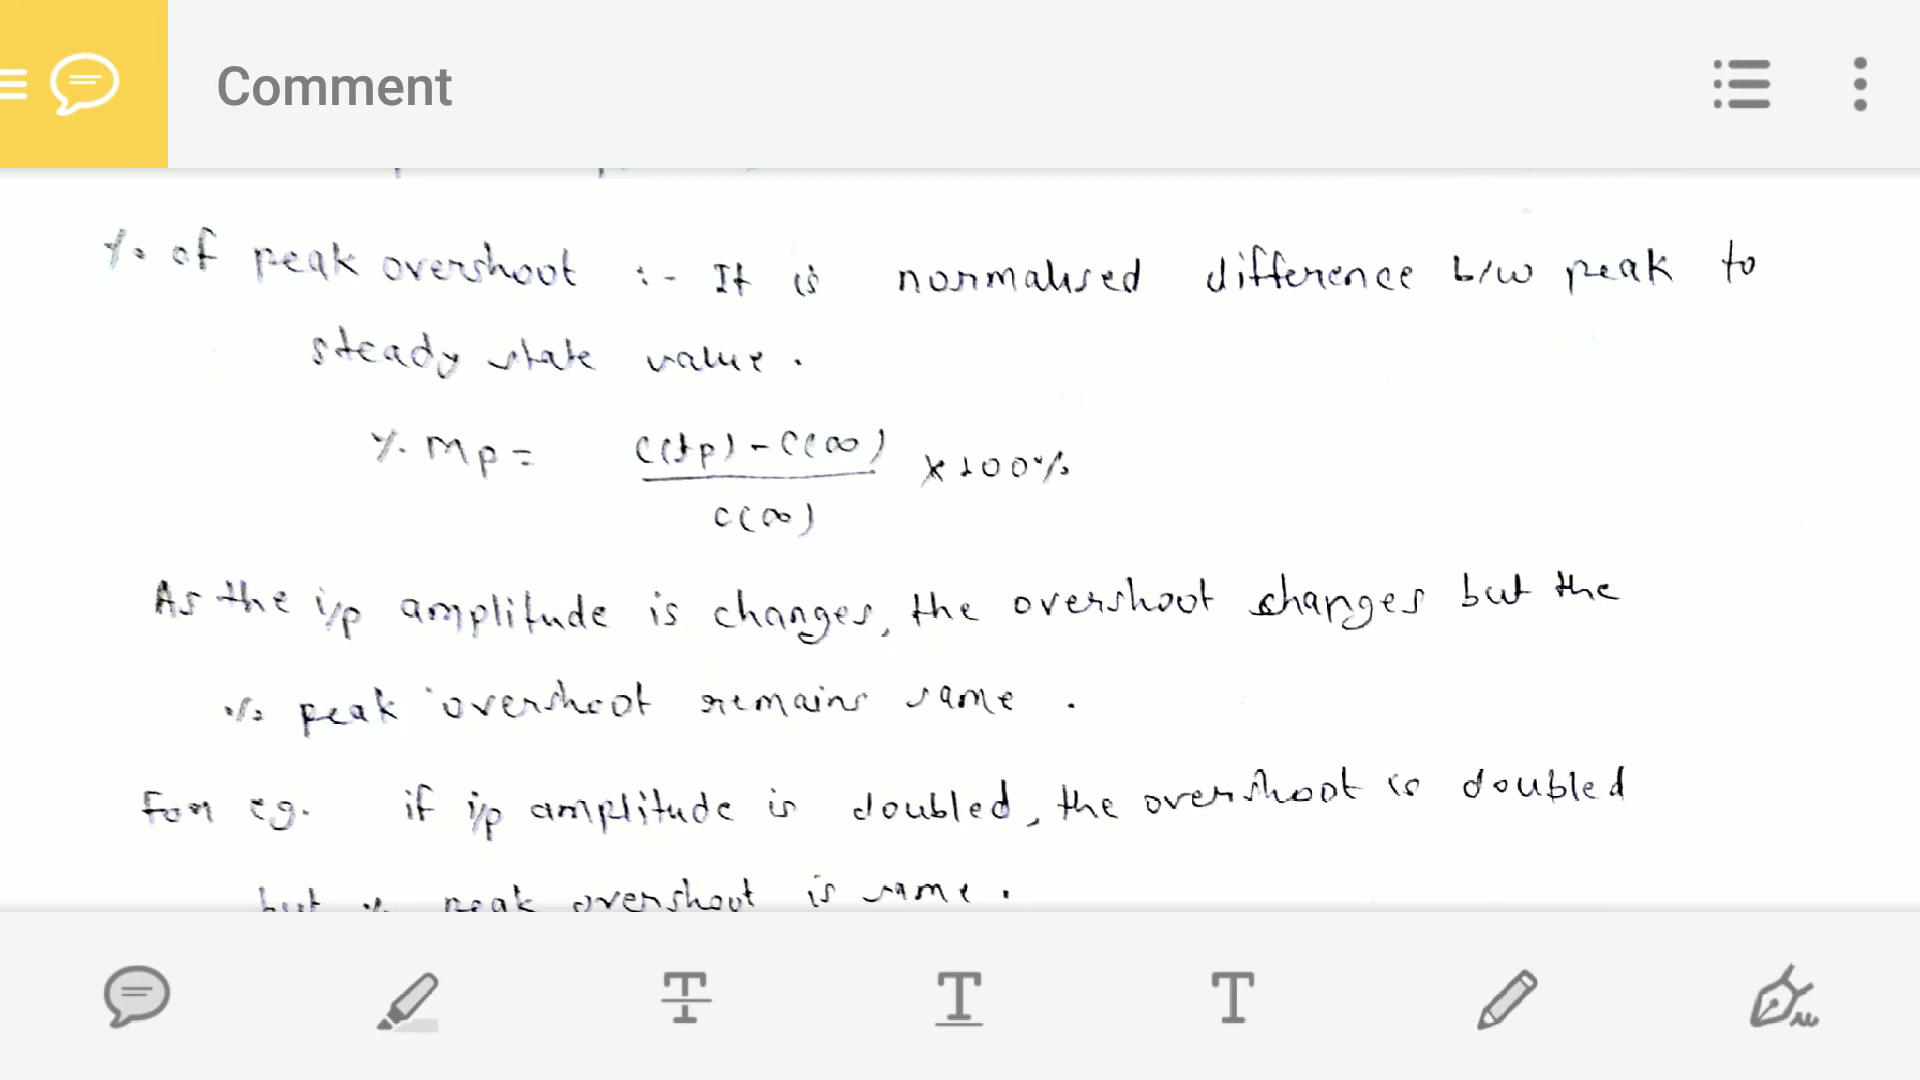 Comment
% of peak overshoot :- It is normalised difference b/w peak to
steady state value.
% Mp = C(tp) - C(∞) / C(∞) × 100%
As the i/p amplitude is changes, the overshoot changes but the
% peak overshoot remains same.
For eg. if i/p amplitude is doubled, the overshoot is doubled
but % peak overshoot is same.